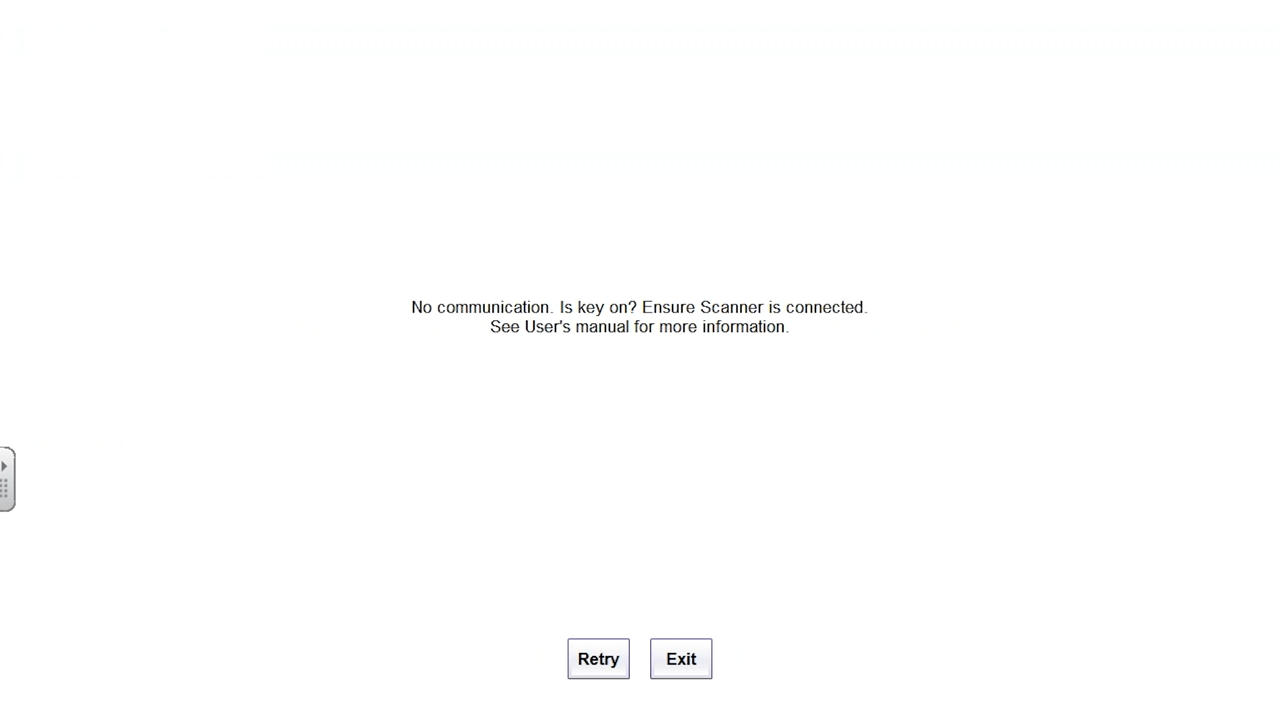 No communication. Is key on? Ensure Scanner is connected.
See User's manual for more information.
Retry
Exit